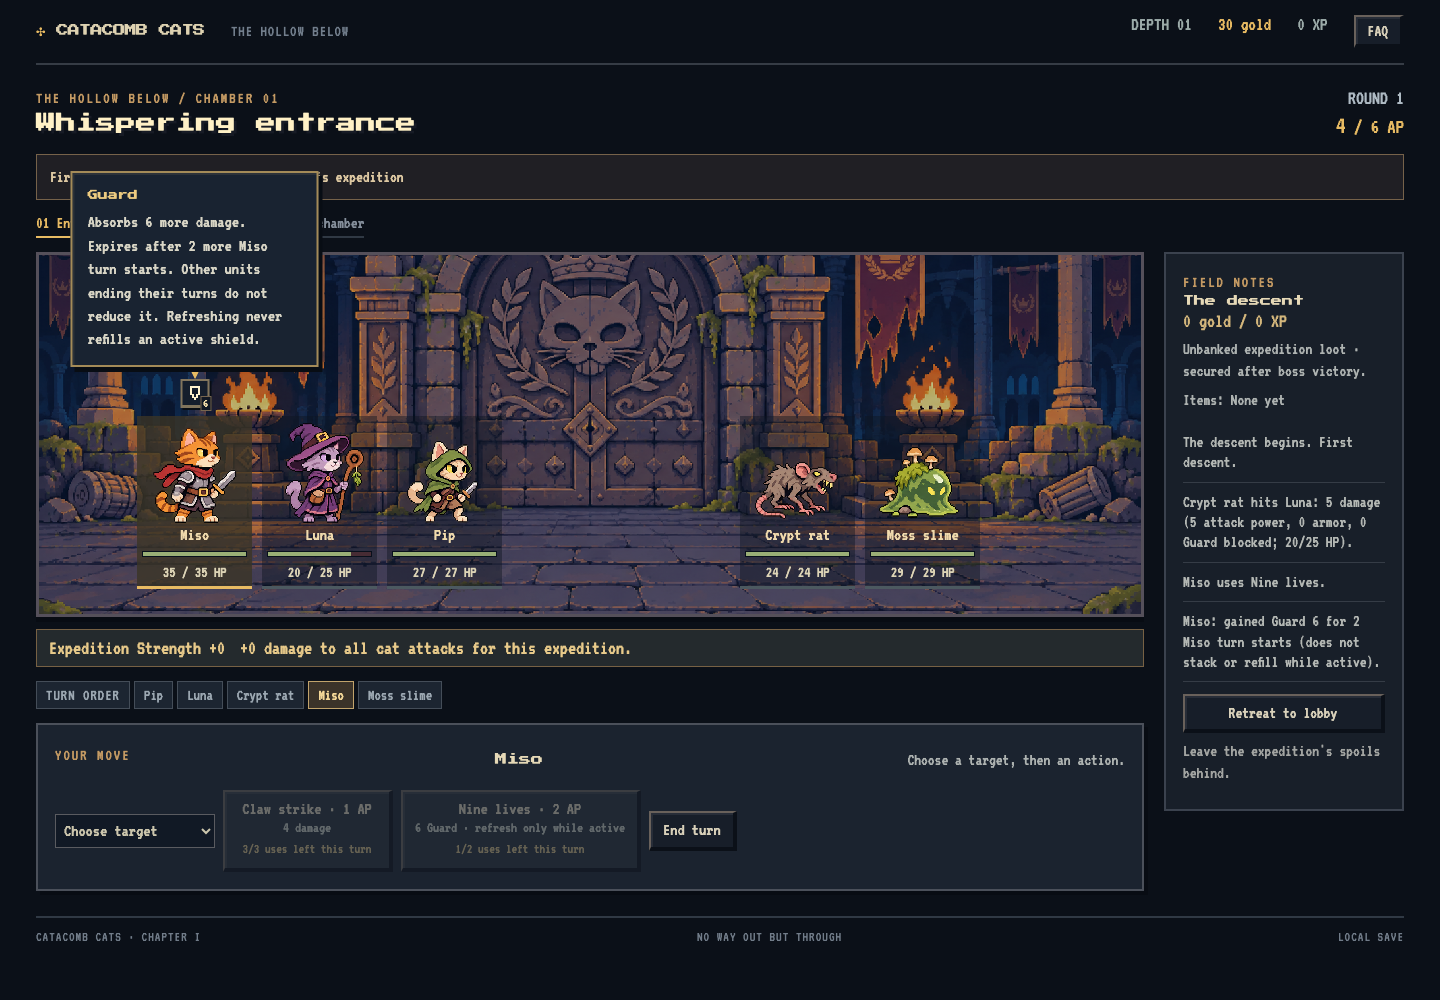 ✣ CATACOMB CATS THE HOLLOW BELOW DEPTH 01 30 gold 0 XP FAQ
THE HOLLOW BELOW / CHAMBER 01
Whispering entrance
ROUND 1
4 / 6 AP
Fir
s expedition
01 En
hamber
Guard
Absorbs 6 more damage.
Expires after 2 more Miso
turn starts. Other units
ending their turns do not
reduce it. Refreshing never
refills an active shield.
6
Miso
35 / 35 HP
Luna
20 / 25 HP
Pip
27 / 27 HP
Crypt rat
24 / 24 HP
Moss slime
29 / 29 HP
Expedition Strength +0 +0 damage to all cat attacks for this expedition.
TURN ORDER Pip Luna Crypt rat Miso Moss slime
YOUR MOVE
Miso
Choose a target, then an action.
Choose target
Claw strike · 1 AP
4 damage
3/3 uses left this turn
Nine lives · 2 AP
6 Guard · refresh only while active
1/2 uses left this turn
End turn
FIELD NOTES
The descent
0 gold / 0 XP
Unbanked expedition loot ·
secured after boss victory.
Items: None yet
The descent begins. First
descent.
Crypt rat hits Luna: 5 damage
(5 attack power, 0 armor, 0
Guard blocked; 20/25 HP).
Miso uses Nine lives.
Miso: gained Guard 6 for 2
Miso turn starts (does not
stack or refill while active).
Retreat to lobby
Leave the expedition's spoils
behind.
CATACOMB CATS · CHAPTER I
NO WAY OUT BUT THROUGH
LOCAL SAVE